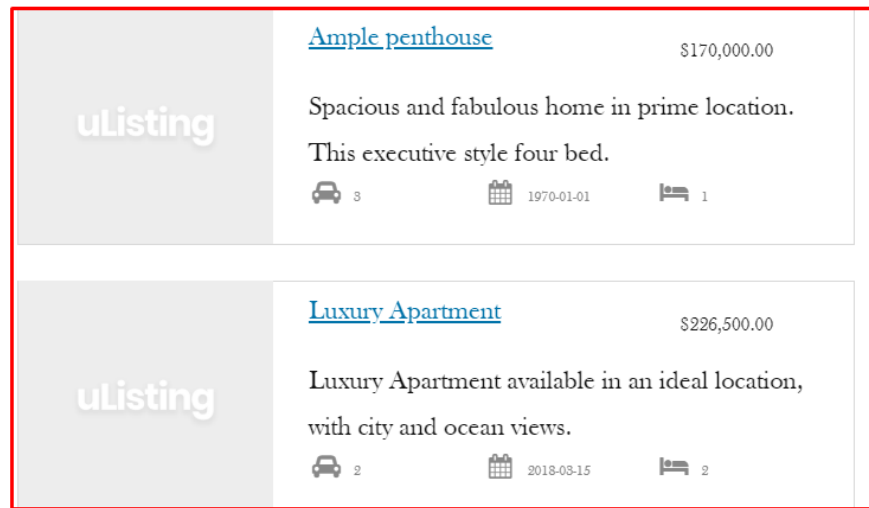 Ample penthouse
$170,000.00
uListing
Spacious and fabulous home in prime location.
This executive style four bed.
3 1970-01-01 1
Luxury Apartment
$226,500.00
uListing
Luxury Apartment available in an ideal location,
with city and ocean views.
2 2018-03-15 2